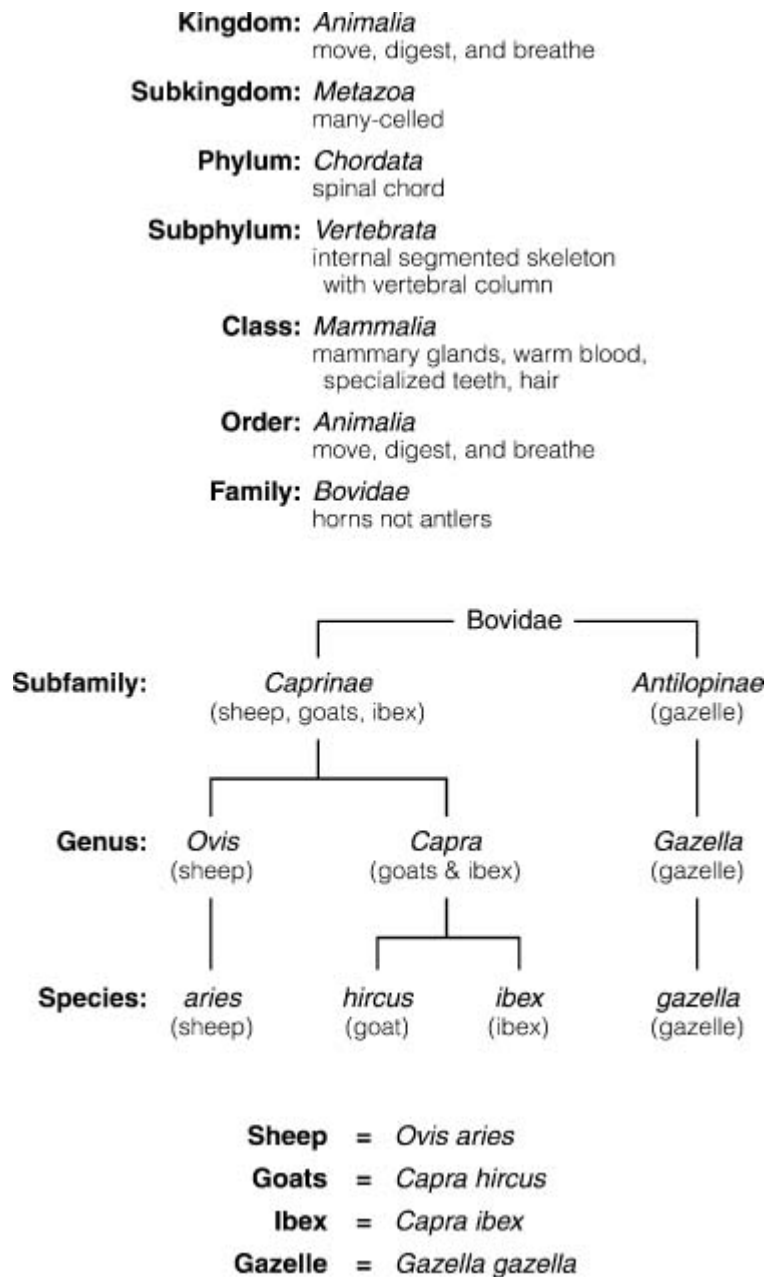 Kingdom: Animalia
move, digest, and breathe
Subkingdom: Metazoa
many-celled
Phylum: Chordata
spinal chord
Subphylum: Vertebrata
internal segmented skeleton
with vertebral column
Class: Mammalia
mammary glands, warm blood,
specialized teeth, hair
Order: Animalia
move, digest, and breathe
Family: Bovidae
horns not antlers
Bovidae
Subfamily: Caprinae Antilopinae
(sheep, goats, ibex) (gazelle)
Genus: Ovis Capra Gazella
(sheep) (goats & ibex) (gazelle)
Species: aries hircus ibex gazella
(sheep) (goat) (ibex) (gazelle)
Sheep = Ovis aries
Goats = Capra hircus
Ibex = Capra ibex
Gazelle = Gazella gazella